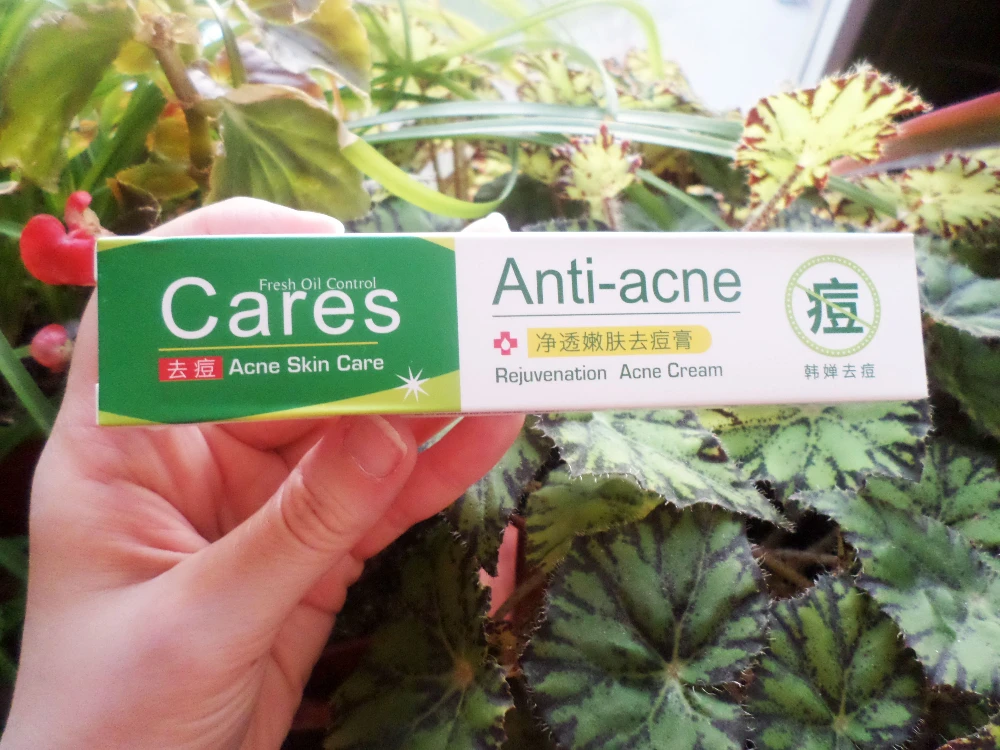 Fresh Oil Control
Cares
去痘 Acne Skin Care
Anti-acne
净透嫩肤去痘膏
Rejuvenation Acne Cream
痘
韩婵去痘